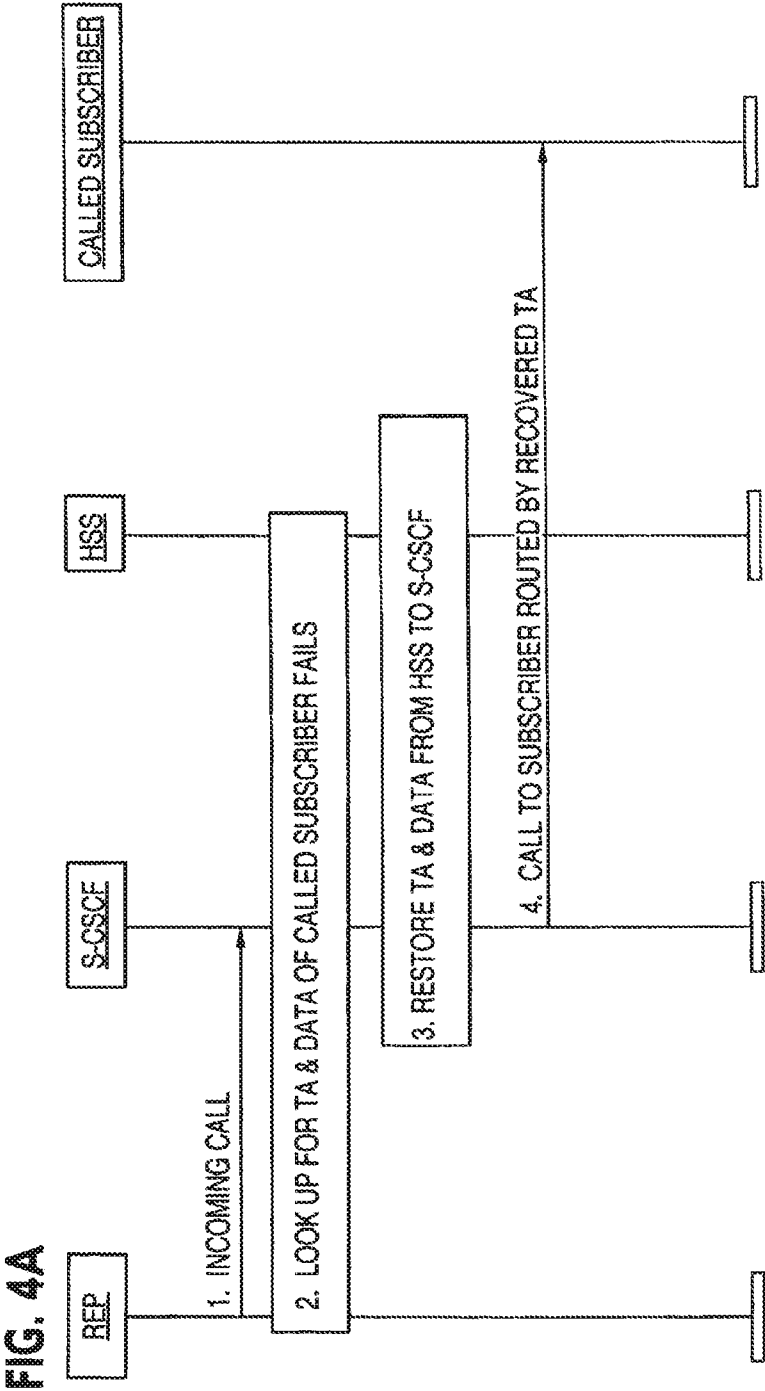 FIG. 4A
REP
S-CSCF
HSS
CALLED SUBSCRIBER
1. INCOMING CALL
2. LOOK UP FOR TA & DATA OF CALLED SUBSCRIBER FAILS
3. RESTORE TA & DATA FROM HSS TO S-CSCF
4. CALL TO SUBSCRIBER ROUTED BY RECOVERED TA